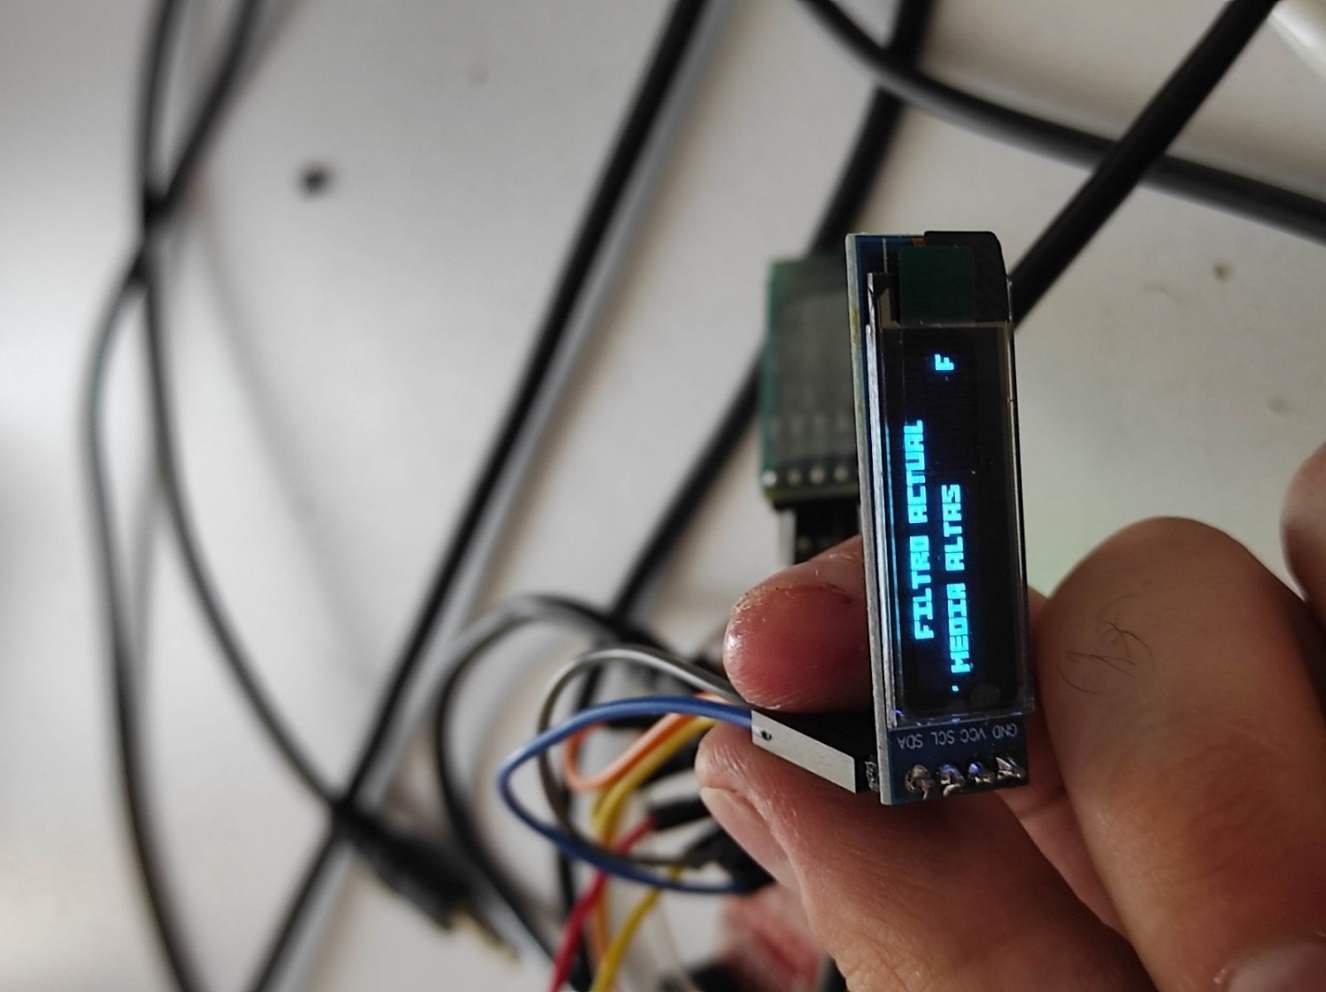 FILTRO ACTUAL
· MEDIA ALTAS F
GND VCC SCL SDA